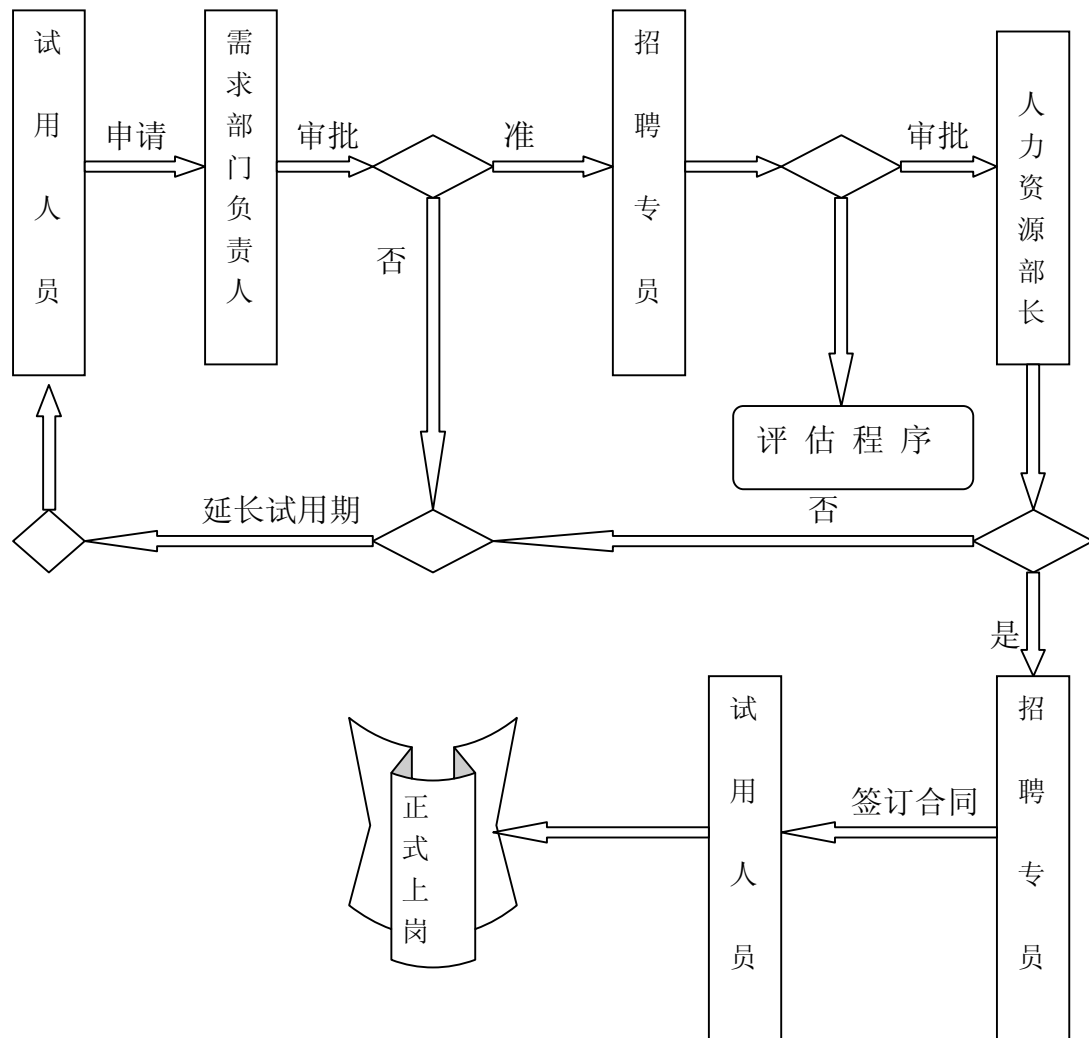 试用人员
申请
需求部门负责人
审批
准
招聘专员
审批
人力资源部长
否
评估程序
延长试用期
否
是
正式上岗
试用人员
签订合同
招聘专员